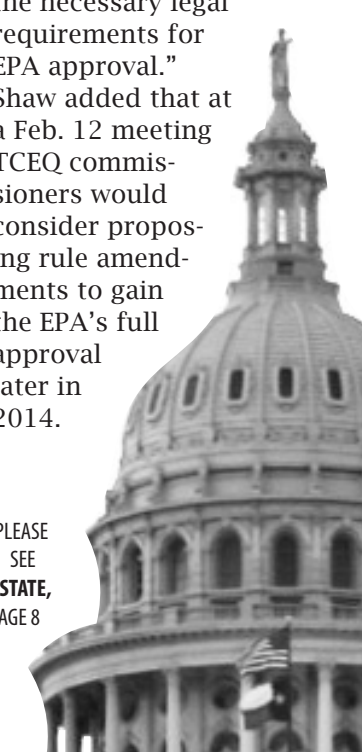 the necessary legal
requirements for
EPA approval.”
Shaw added that at
a Feb. 12 meeting
TCEQ commis-
sioners would
consider propos-
ing rule amend-
ments to gain
the EPA’s full
approval
later in
2014.
PLEASE
SEE
STATE,
PAGE 8